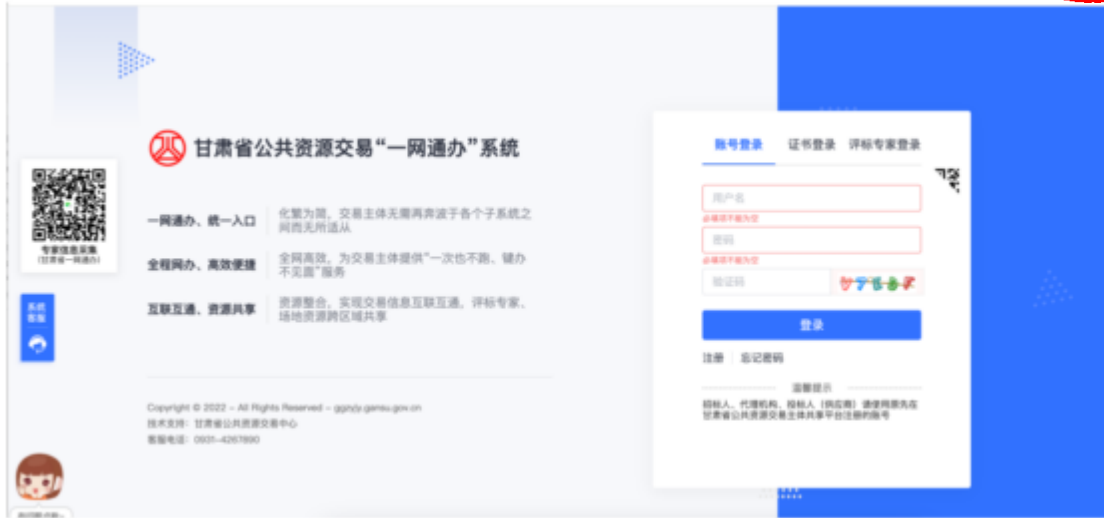 甘肃省公共资源交易“一网通办”系统
专家信息采集
(甘肃省一网通办)
系统
客服
一网通办、统一入口
化繁为简，交易主体无需再奔波于各个子系统之
间而无所适从
全程网办、高效便捷
全网高效，为交易主体提供“一次也不跑、键办
不见面”服务
互联互通、资源共享
资源整合，实现交易信息互联互通，评标专家、
场地资源跨区域共享
Copyright © 2022 - All Rights Reserved - ggzyjy.gansu.gov.cn
技术支持：甘肃省公共资源交易中心
客服电话：0931-4267890
账号登录 证书登录 评标专家登录
用户名
必填项不能为空
密码
必填项不能为空
验证码
登录
注册 忘记密码
温馨提示
招标人、代理机构、投标人（供应商）请使用原先在
甘肃省公共资源交易主体共享平台注册的账号